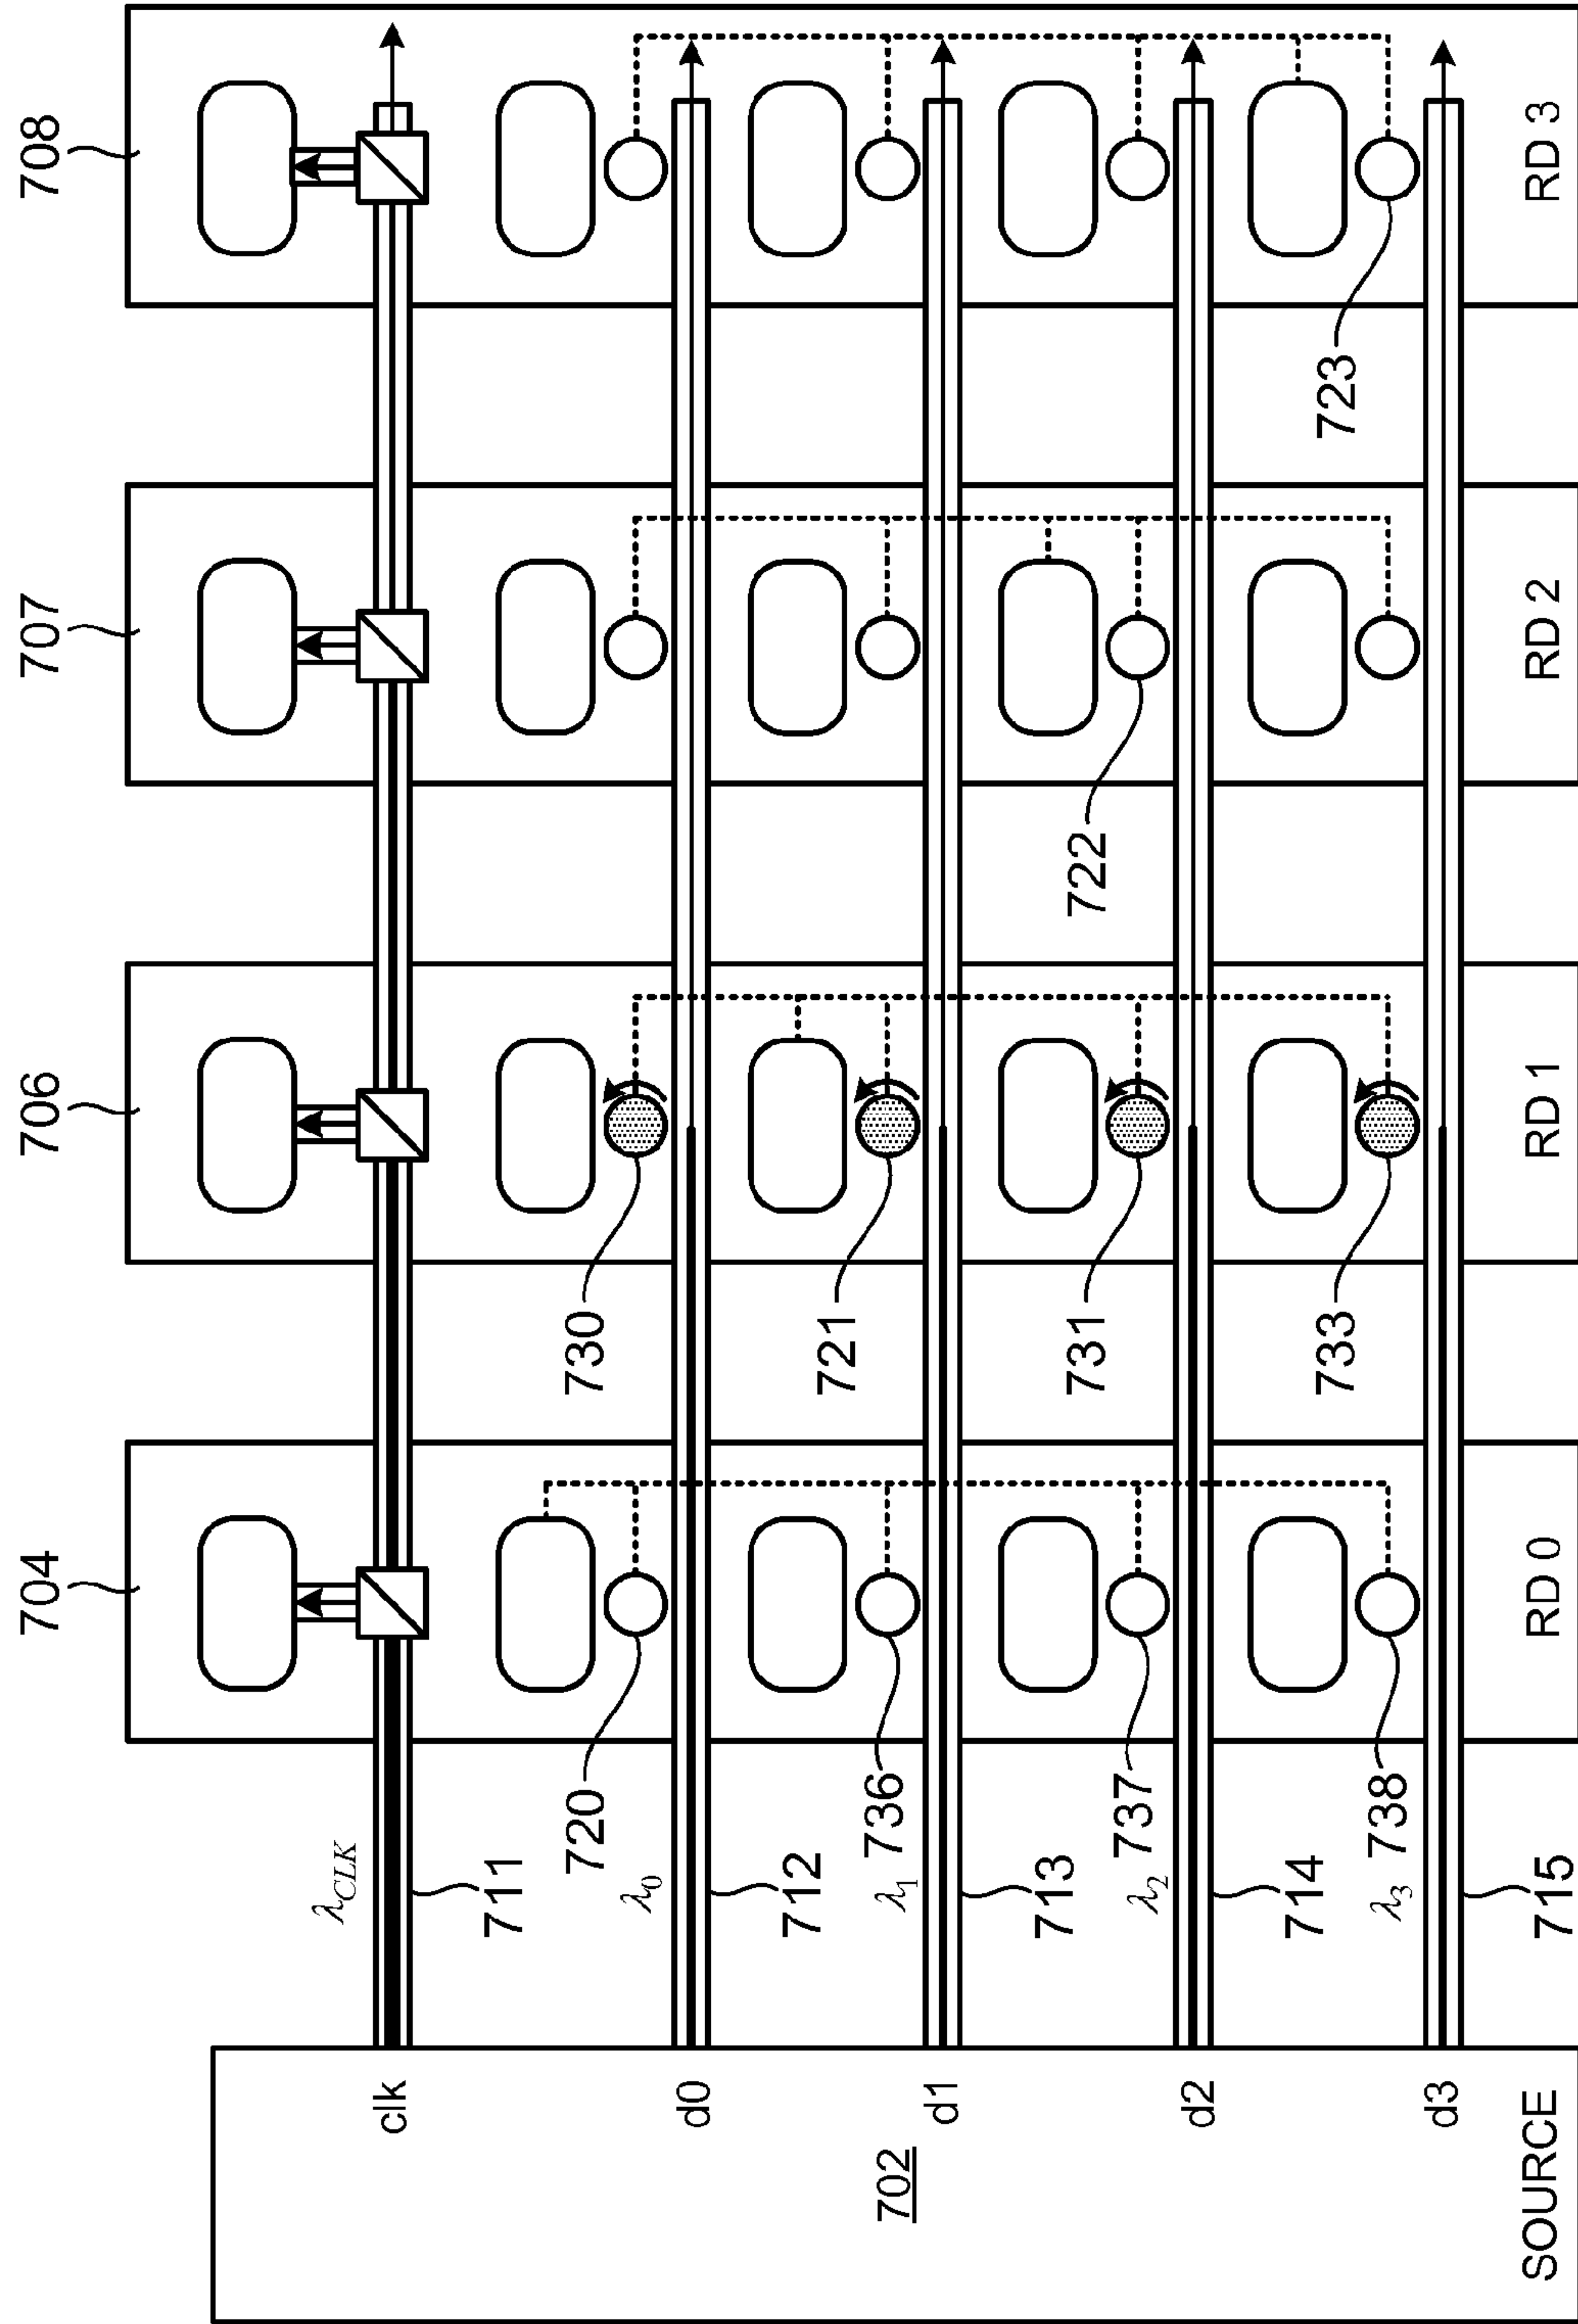 704
706
707
708
λCLK
711
720
730
λ0
712
736
721
λ1
713
737
731
722
λ2
714
738
733
723
λ3
715
clk
d0
d1
d2
d3
702
SOURCE
RD 0
RD 1
RD 2
RD 3